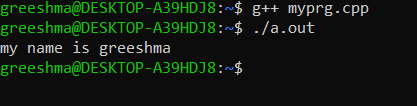 greeshma@DESKTOP-A39HDJ8:~$ g++ myprg.cpp
greeshma@DESKTOP-A39HDJ8:~$ ./a.out
my name is greeshma
greeshma@DESKTOP-A39HDJ8:~$